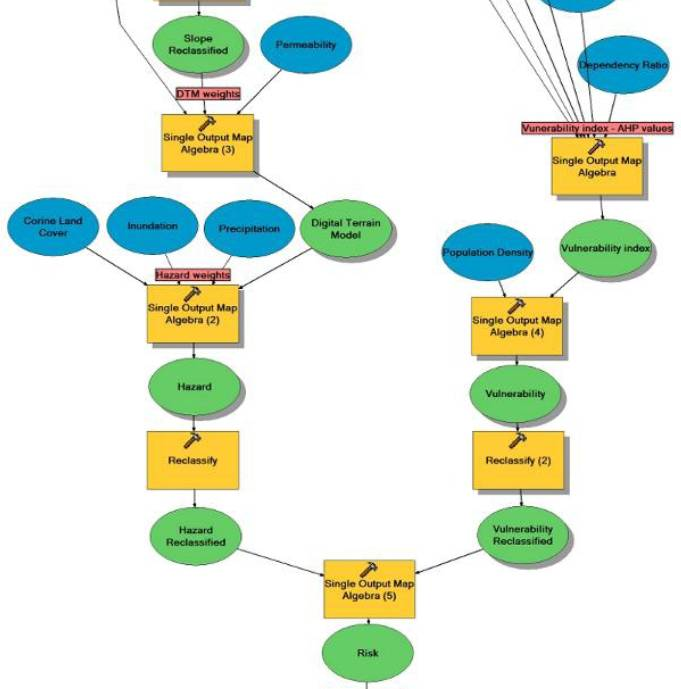 Slope
Reclassified
Permeability
DTM weights
Single Output Map
Algebra (3)
Dependency Ratio
Vunerability index - AHP values
Single Output Map
Algebra
Corine Land
Cover
Inundation
Precipitation
Digital Terrain
Model
Hazard weights
Single Output Map
Algebra (2)
Population Density
Vulnerability index
Single Output Map
Algebra (4)
Hazard
Vulnerability
Reclassify
Reclassify (2)
Hazard
Reclassified
Vulnerability
Reclassified
Single Output Map
Algebra (5)
Risk